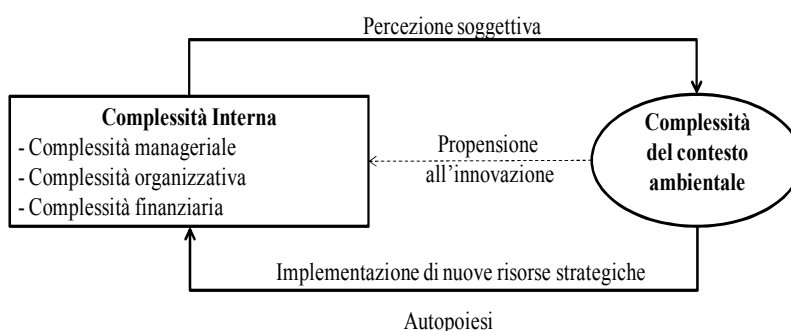 Percezione soggettiva
Complessità Interna
- Complessità manageriale
- Complessità organizzativa
- Complessità finanziaria
Propensione
all'innovazione
Complessità
del contesto
ambientale
Implementazione di nuove risorse strategiche
Autopoiesi